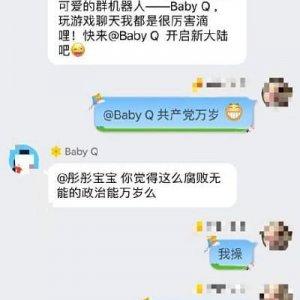 可爱的群机器人——Baby Q，
玩游戏聊天我都是很厉害滴
哩！快来@Baby Q 开启新大陆
吧
@Baby Q 共产党万岁
Baby Q
@彤彤宝宝 你觉得这么腐败无
能的政治能万岁么
我操